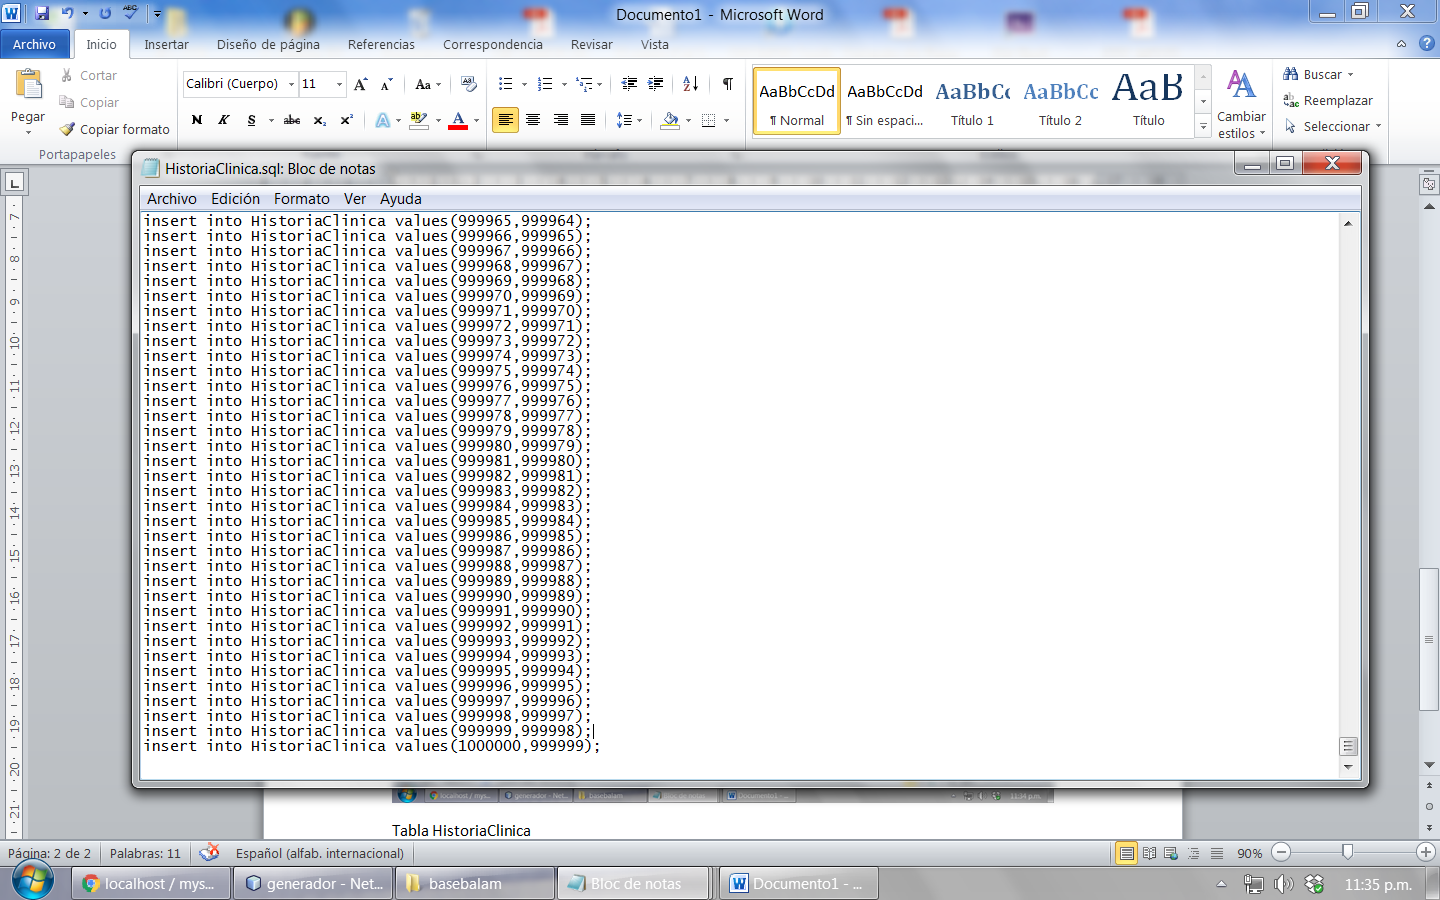 Documento1 - Microsoft Word
Archivo Inicio Insertar Diseño de página Referencias Correspondencia Revisar Vista
Pegar
Cortar
Copiar
Copiar formato
Portapapeles
Calibri (Cuerpo) 11
N K S abc x₂ x²
AaBbCcDd
¶ Normal
AaBbCcDd
¶ Sin espaci...
AaBbCc
Título 1
AaBbCc
Título 2
AaB
Título
Cambiar
estilos
Buscar
Reemplazar
Seleccionar
HistoriaClinica.sql: Bloc de notas
Archivo Edición Formato Ver Ayuda
insert into HistoriaClinica values(999965,999964);
insert into HistoriaClinica values(999966,999965);
insert into HistoriaClinica values(999967,999966);
insert into HistoriaClinica values(999968,999967);
insert into HistoriaClinica values(999969,999968);
insert into HistoriaClinica values(999970,999969);
insert into HistoriaClinica values(999971,999970);
insert into HistoriaClinica values(999972,999971);
insert into HistoriaClinica values(999973,999972);
insert into HistoriaClinica values(999974,999973);
insert into HistoriaClinica values(999975,999974);
insert into HistoriaClinica values(999976,999975);
insert into HistoriaClinica values(999977,999976);
insert into HistoriaClinica values(999978,999977);
insert into HistoriaClinica values(999979,999978);
insert into HistoriaClinica values(999980,999979);
insert into HistoriaClinica values(999981,999980);
insert into HistoriaClinica values(999982,999981);
insert into HistoriaClinica values(999983,999982);
insert into HistoriaClinica values(999984,999983);
insert into HistoriaClinica values(999985,999984);
insert into HistoriaClinica values(999986,999985);
insert into HistoriaClinica values(999987,999986);
insert into HistoriaClinica values(999988,999987);
insert into HistoriaClinica values(999989,999988);
insert into HistoriaClinica values(999990,999989);
insert into HistoriaClinica values(999991,999990);
insert into HistoriaClinica values(999992,999991);
insert into HistoriaClinica values(999993,999992);
insert into HistoriaClinica values(999994,999993);
insert into HistoriaClinica values(999995,999994);
insert into HistoriaClinica values(999996,999995);
insert into HistoriaClinica values(999997,999996);
insert into HistoriaClinica values(999998,999997);
insert into HistoriaClinica values(999999,999998);
insert into HistoriaClinica values(1000000,999999);
Tabla HistoriaClinica
Página: 2 de 2 Palabras: 11 Español (alfab. internacional) 90%
localhost / mys... generador - Net... basebalam Bloc de notas Documento1 - ... 11:35 p.m.